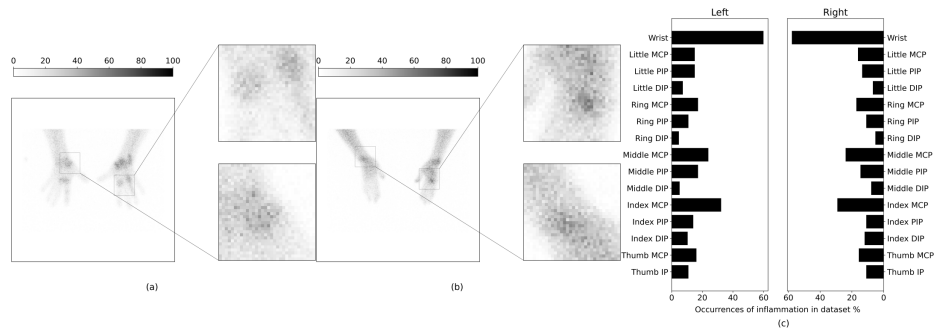 0 20 40 60 80 100
(a)
0 20 40 60 80 100
(b)
Left
Right
Wrist
Little MCP
Little PIP
Little DIP
Ring MCP
Ring PIP
Ring DIP
Middle MCP
Middle PIP
Middle DIP
Index MCP
Index PIP
Index DIP
Thumb MCP
Thumb IP
0 20 40 60
Wrist
Little MCP
Little PIP
Little DIP
Ring MCP
Ring PIP
Ring DIP
Middle MCP
Middle PIP
Middle DIP
Index MCP
Index PIP
Index DIP
Thumb MCP
Thumb IP
60 40 20 0
Occurrences of inflammation in dataset %
(c)